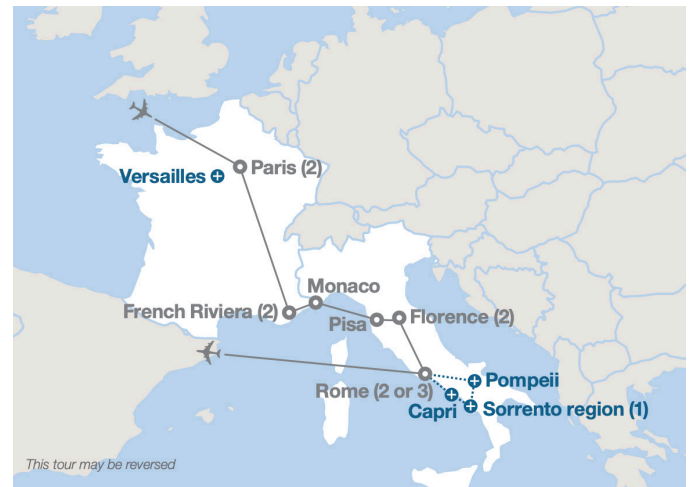 Paris (2)
Versailles
Monaco
French Riviera (2)
Pisa
Florence (2)
Rome (2 or 3)
Pompeii
Capri
Sorrento region (1)
This tour may be reversed